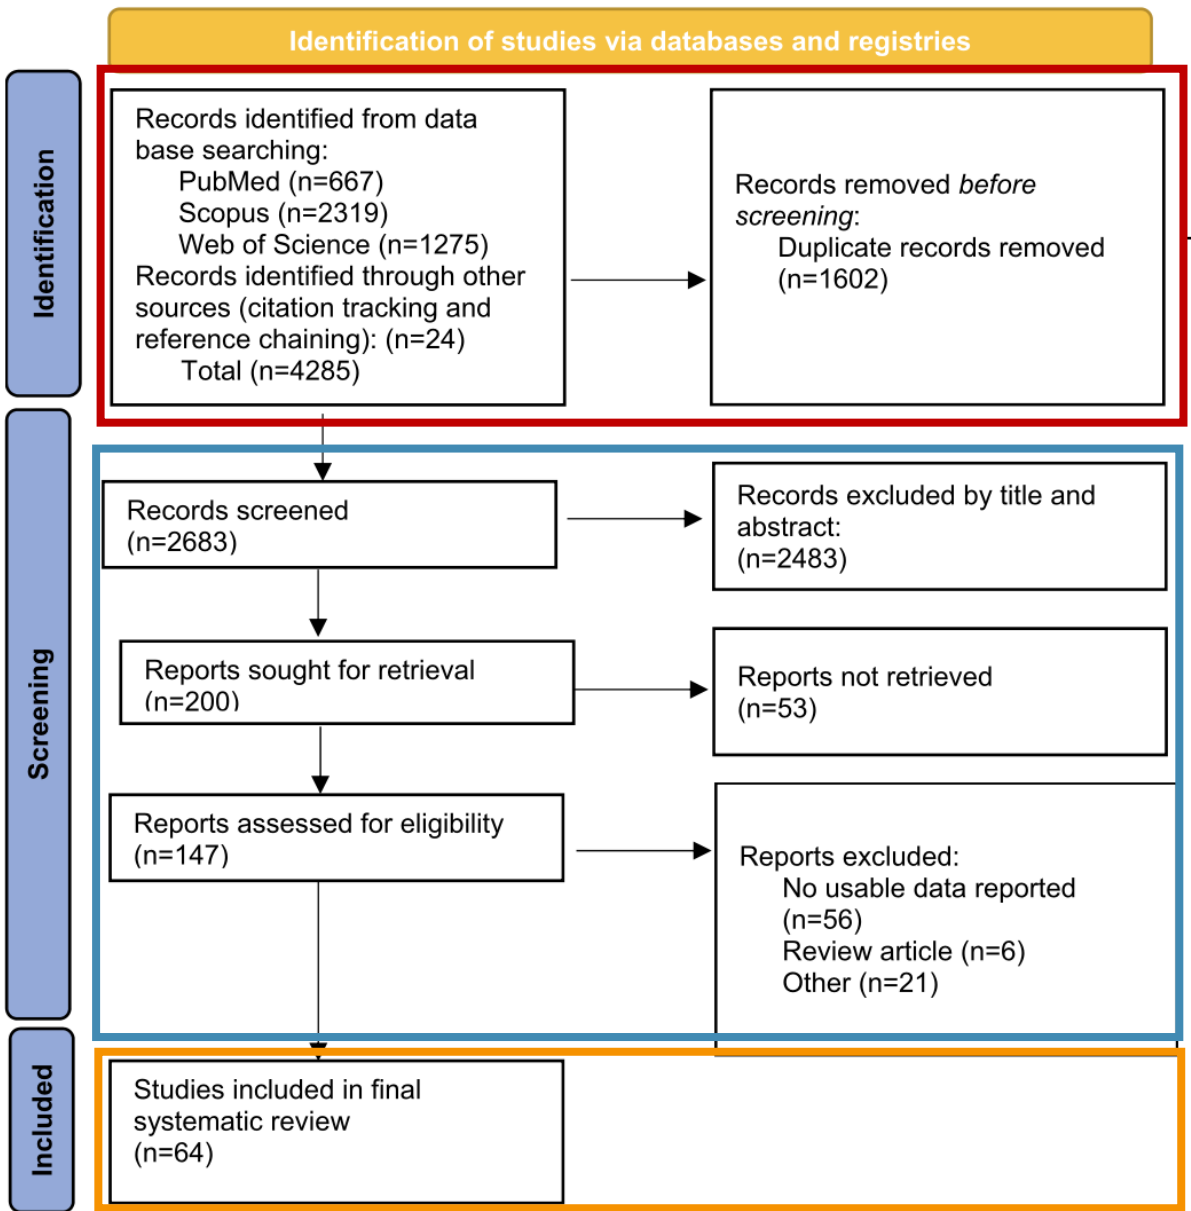 Identification of studies via databases and registries
Identification
Records identified from data
base searching:
PubMed (n=667)
Scopus (n=2319)
Web of Science (n=1275)
Records identified through other
sources (citation tracking and
reference chaining): (n=24)
Total (n=4285)
Records removed before
screening:
Duplicate records removed
(n=1602)
Screening
Records screened
(n=2683)
Records excluded by title and
abstract:
(n=2483)
Reports sought for retrieval
(n=200)
Reports not retrieved
(n=53)
Reports assessed for eligibility
(n=147)
Reports excluded:
No usable data reported
(n=56)
Review article (n=6)
Other (n=21)
Included
Studies included in final
systematic review
(n=64)